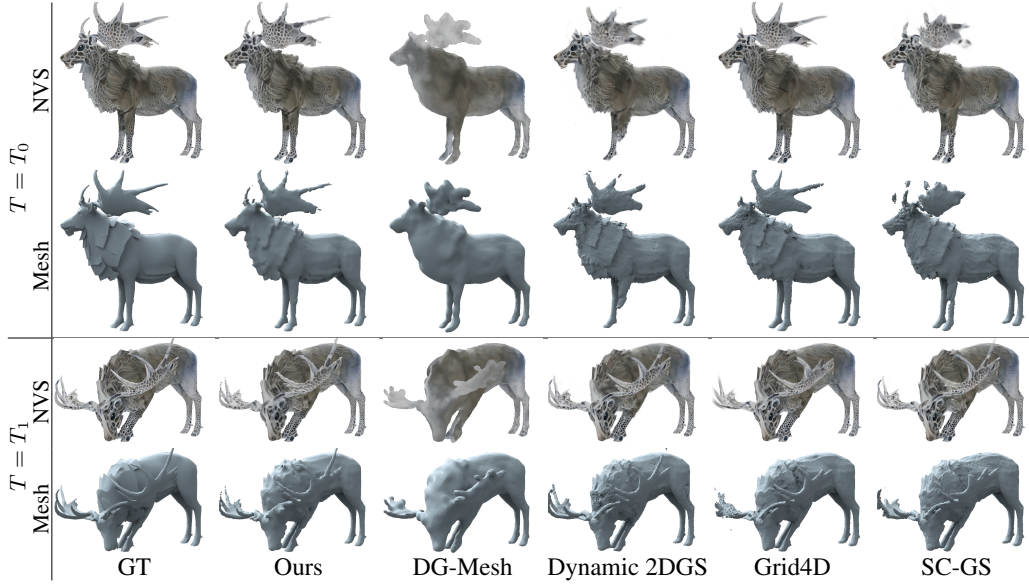 T = T₀
NVS
Mesh
T = T₁
NVS
Mesh
GT
Ours
DG-Mesh
Dynamic 2DGS
Grid4D
SC-GS